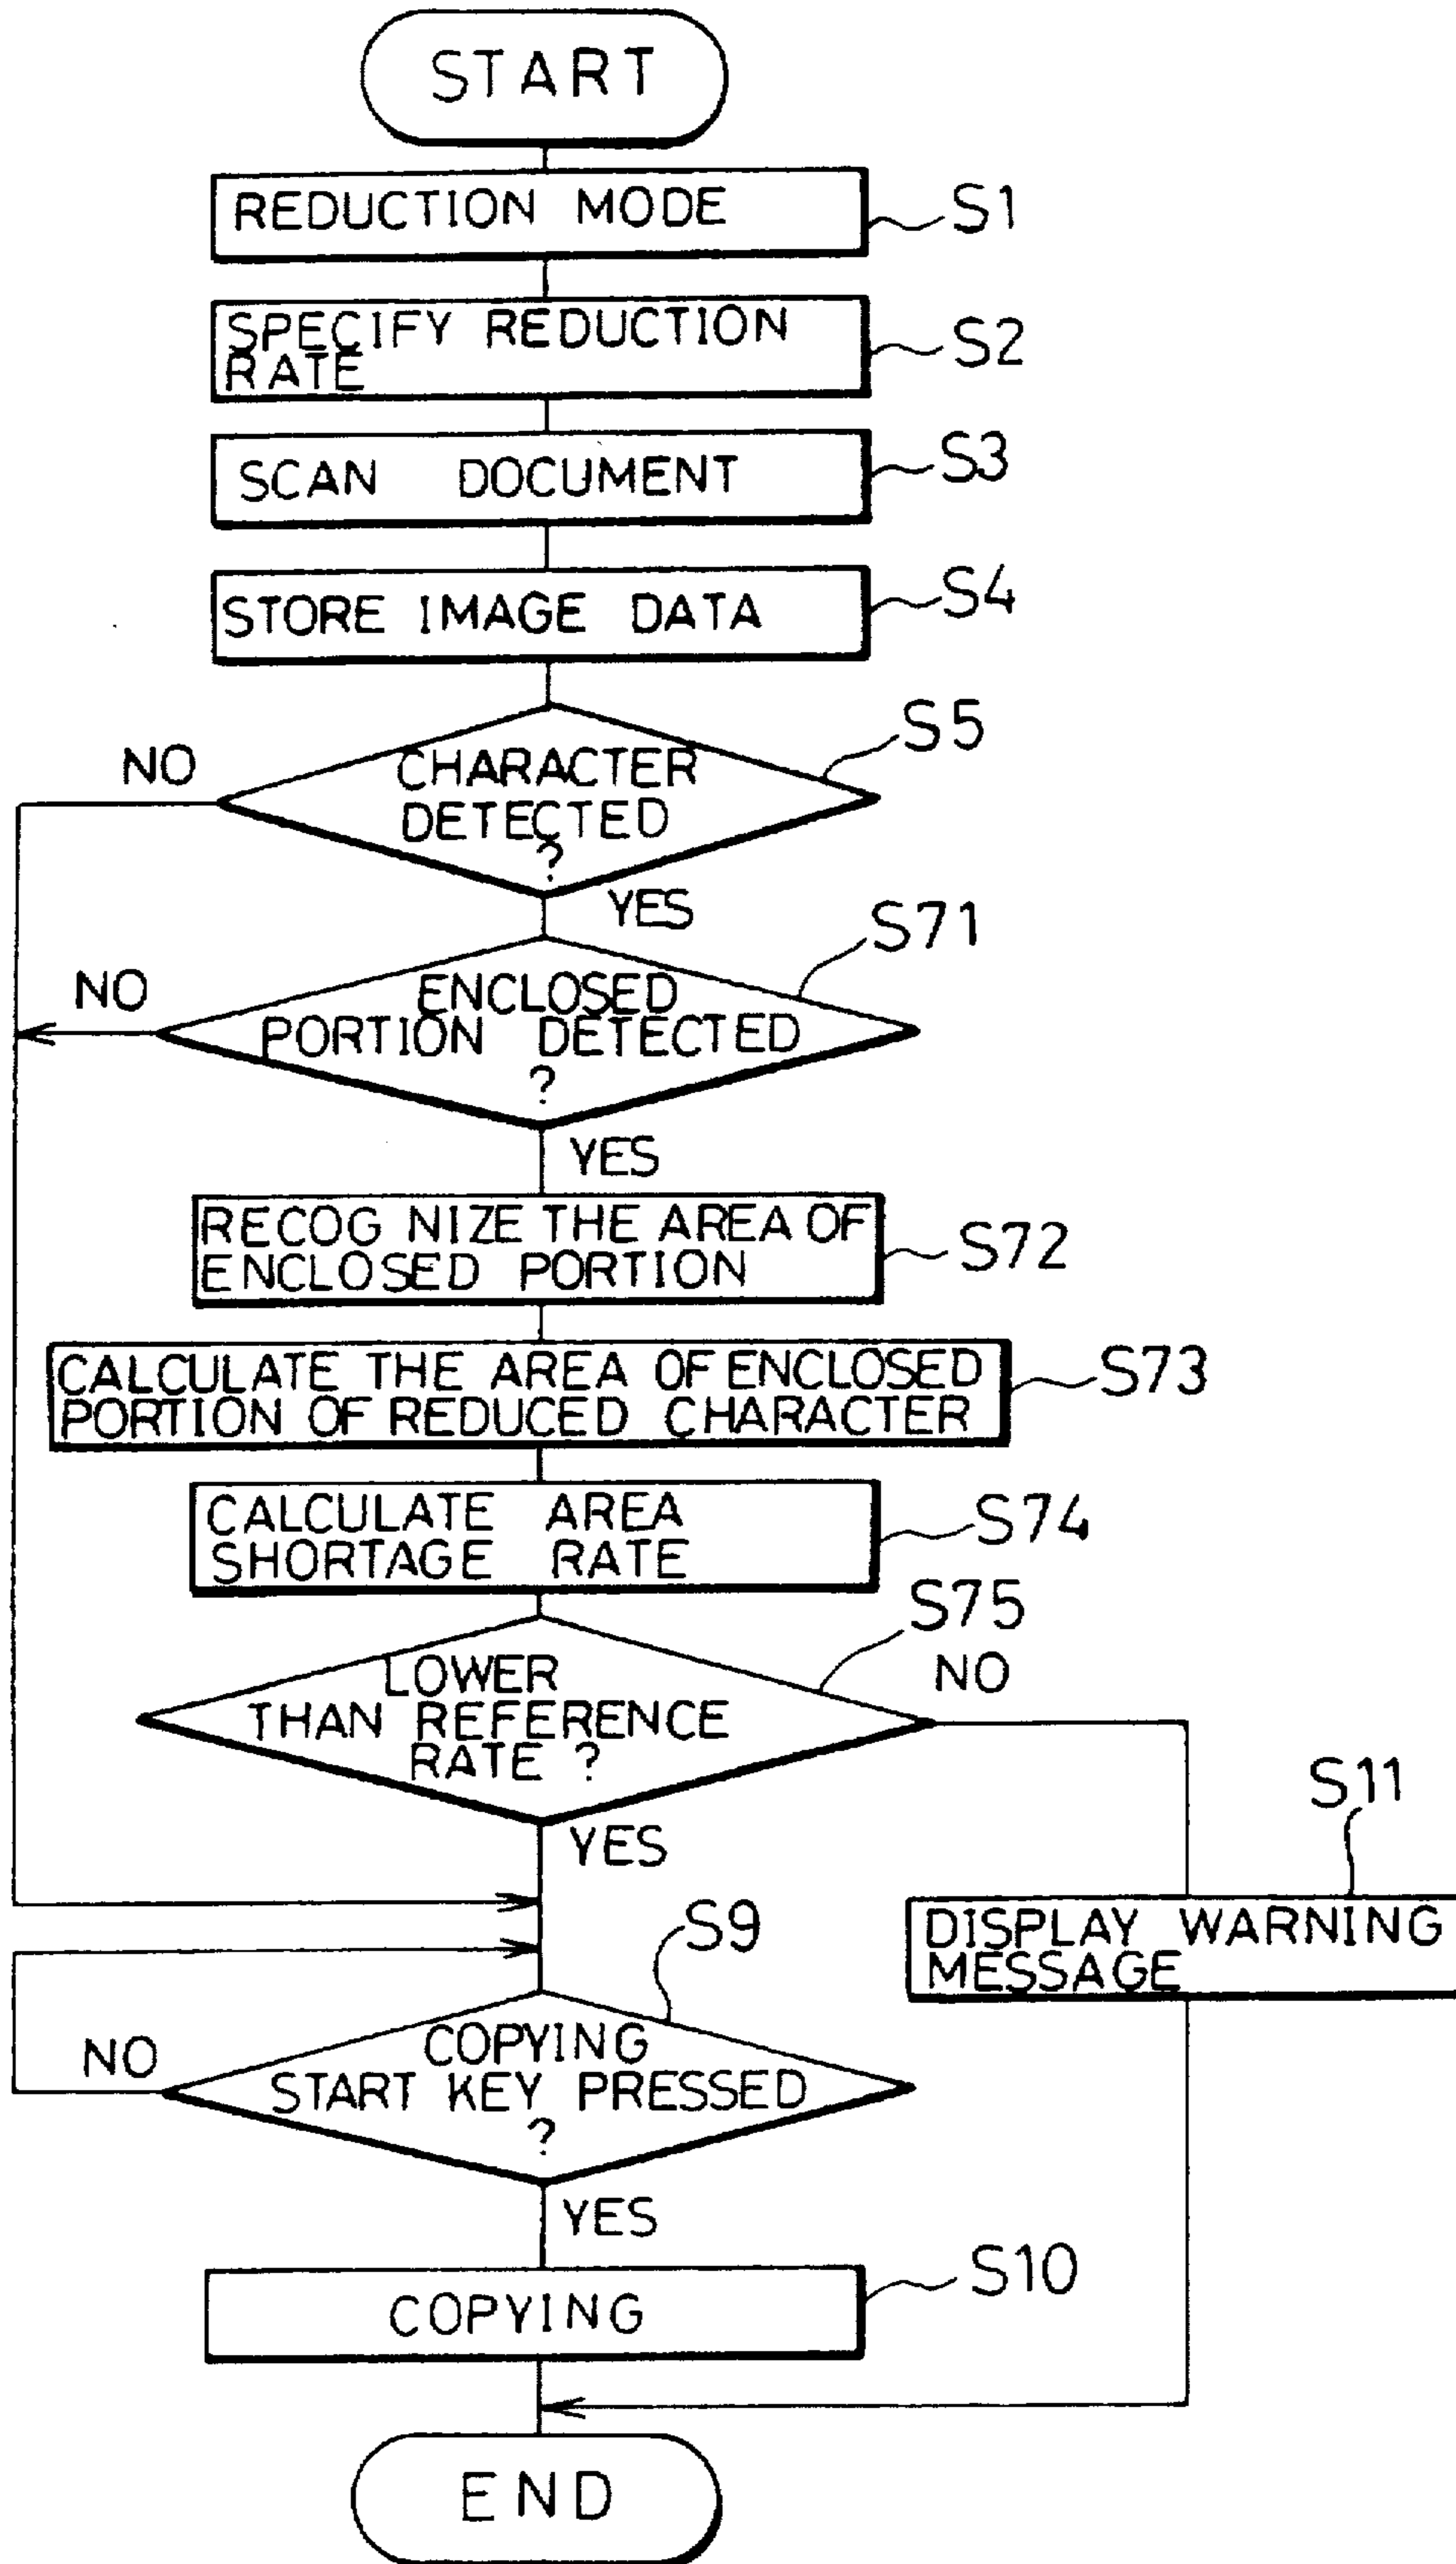 START
REDUCTION MODE
S1
SPECIFY REDUCTION
RATE
S2
SCAN DOCUMENT
S3
STORE IMAGE DATA
S4
CHARACTER
DETECTED
?
S5
NO
YES
ENCLOSED
PORTION DETECTED
?
S71
NO
YES
RECOG NIZE THE AREA OF
ENCLOSED PORTION
S72
CALCULATE THE AREA OF ENCLOSED
PORTION OF REDUCED CHARACTER
S73
CALCULATE AREA
SHORTAGE RATE
S74
LOWER
THAN REFERENCE
RATE ?
S75
NO
YES
DISPLAY WARNING
MESSAGE
S11
COPYING
START KEY PRESSED
?
S9
NO
YES
COPYING
S10
END